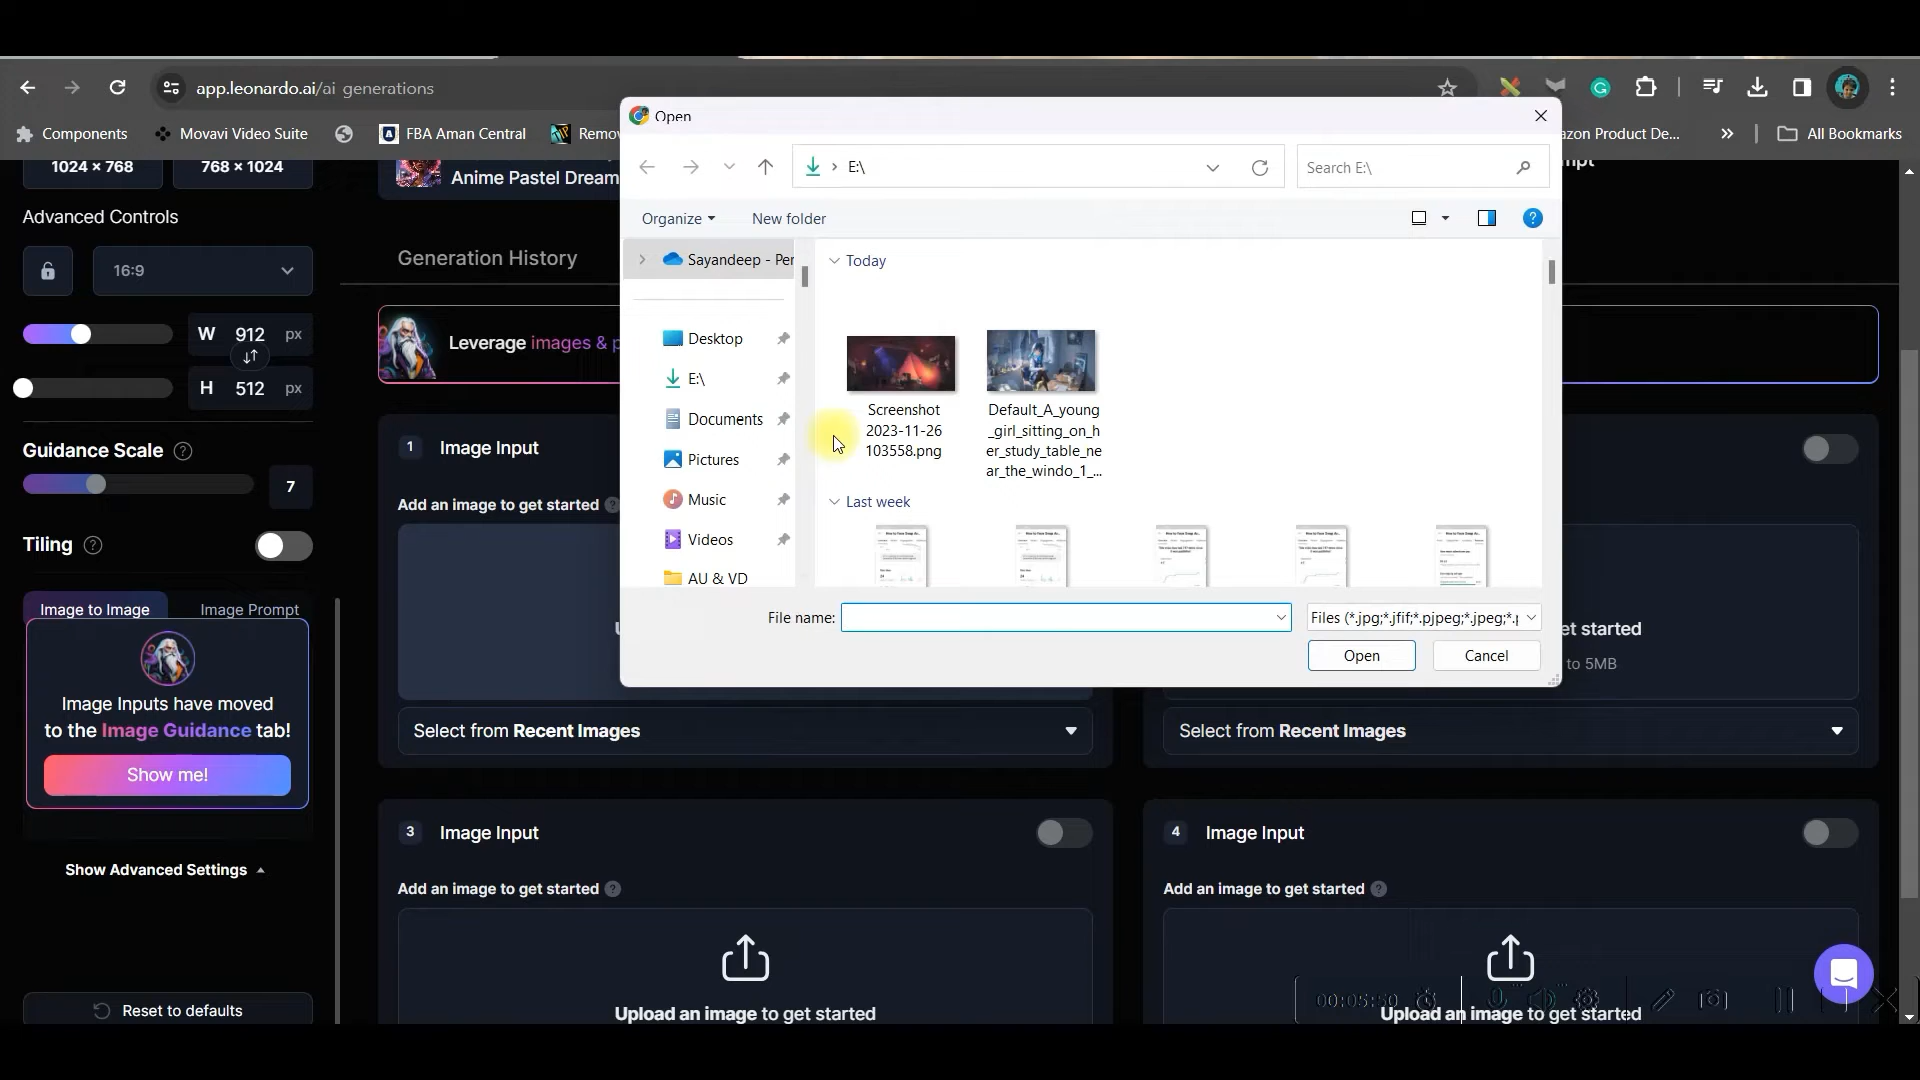 app.leonardo.ai/ai generations
Components
Movavi Video Suite
FBA Aman Central
Remo
azon Product De...
All Bookmarks
1024 × 768
768 × 1024
Advanced Controls
16:9
W 912 px
H 512 px
Guidance Scale
7
Tiling
Image to Image
Image Prompt
Image Inputs have moved
to the Image Guidance tab!
Show me!
Show Advanced Settings
Reset to defaults
Anime Pastel Dream
Generation History
Leverage images & p
1 Image Input
Add an image to get started
Select from Recent Images
et started
to 5MB
Select from Recent Images
3 Image Input
Add an image to get started
Upload an image to get started
4 Image Input
Add an image to get started
Upload an image to get started
00:05:50
Open
E:\
Search E:\
Organize
New folder
Sayandeep - Per
Desktop
E:\
Documents
Pictures
Music
Videos
AU & VD
Today
Screenshot
2023-11-26
103558.png
Default_A_young
_girl_sitting_on_h
er_study_table_ne
ar_the_windo_1_...
Last week
File name:
Files (*.jpg;*.jfif;*.pjpeg;*.jpeg;*.p
Open
Cancel